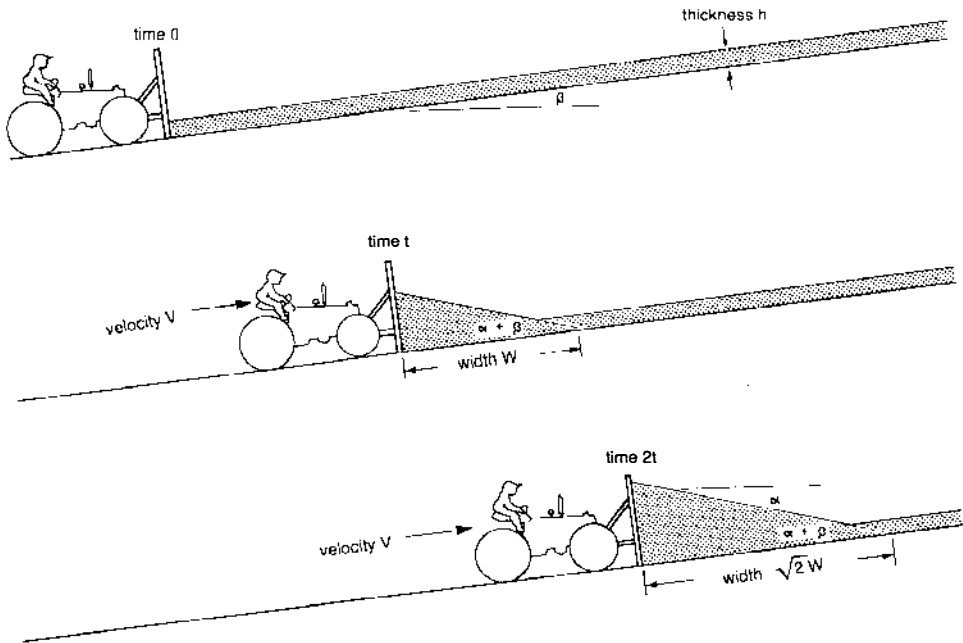 thickness h
time 0
β
time t
velocity V
α + β
width W
time 2t
α
velocity V
α + β
width √2 W